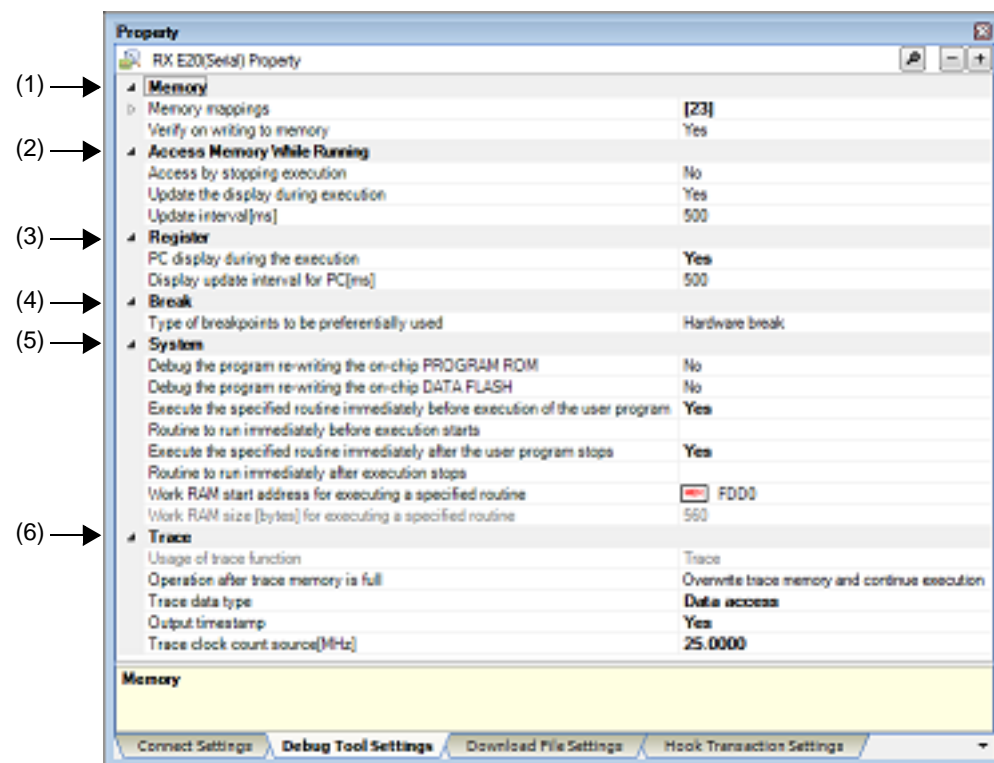 Property
RX E20(Serial) Property
(1) Memory
Memory mappings [23]
Verify on writing to memory Yes
(2) Access Memory While Running
Access by stopping execution No
Update the display during execution Yes
Update interval[ms] 500
(3) Register
PC display during the execution Yes
Display update interval for PC[ms] 500
(4) Break
Type of breakpoints to be preferentially used Hardware break
(5) System
Debug the program re-writing the on-chip PROGRAM ROM No
Debug the program re-writing the on-chip DATA FLASH No
Execute the specified routine immediately before execution of the user program Yes
Routine to run immediately before execution starts
Execute the specified routine immediately after the user program stops Yes
Routine to run immediately after execution stops
Work RAM start address for executing a specified routine FDD0
Work RAM size [bytes] for executing a specified routine 560
(6) Trace
Usage of trace function Trace
Operation after trace memory is full Overwrite trace memory and continue execution
Trace data type Data access
Output timestamp Yes
Trace clock count source[MHz] 25.0000
Memory
Connect Settings Debug Tool Settings Download File Settings Hook Transaction Settings